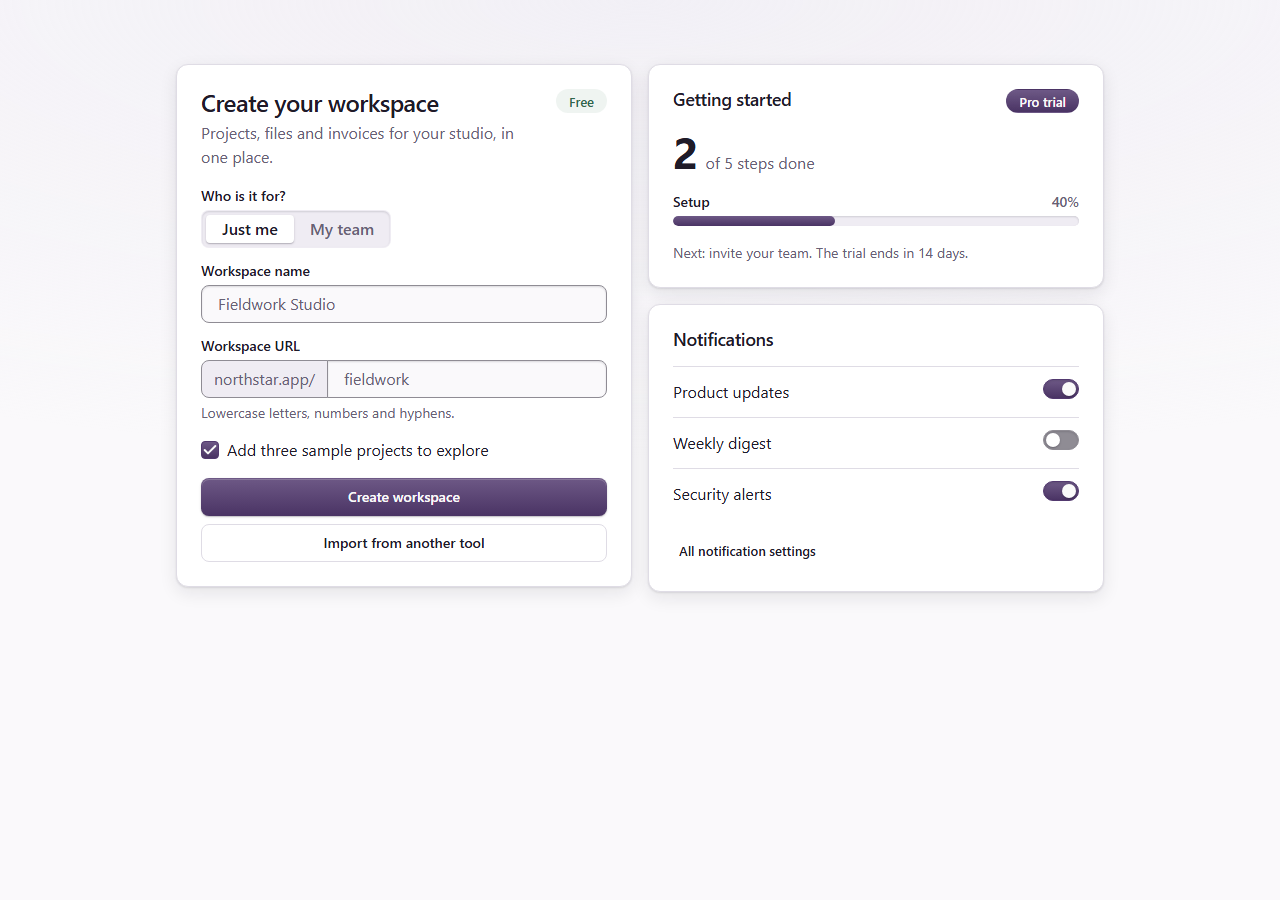 Create your workspace
Free
Projects, files and invoices for your studio, in
one place.
Who is it for?
Just me
My team
Workspace name
Fieldwork Studio
Workspace URL
northstar.app/
fieldwork
Lowercase letters, numbers and hyphens.
Add three sample projects to explore
Create workspace
Import from another tool
Getting started
Pro trial
2 of 5 steps done
Setup
40%
Next: invite your team. The trial ends in 14 days.
Notifications
Product updates
Weekly digest
Security alerts
All notification settings